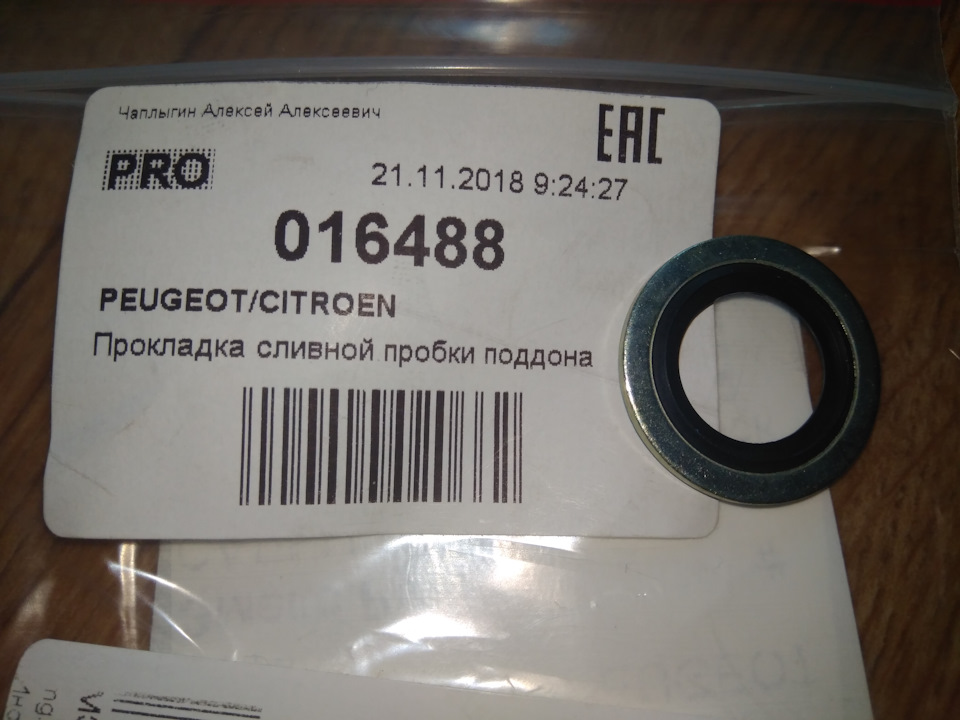 Чаплыгин Алексей Алексеевич
EAC
PRO
21.11.2018 9:24:27
016488
PEUGEOT/CITROEN
Прокладка сливной пробки поддона